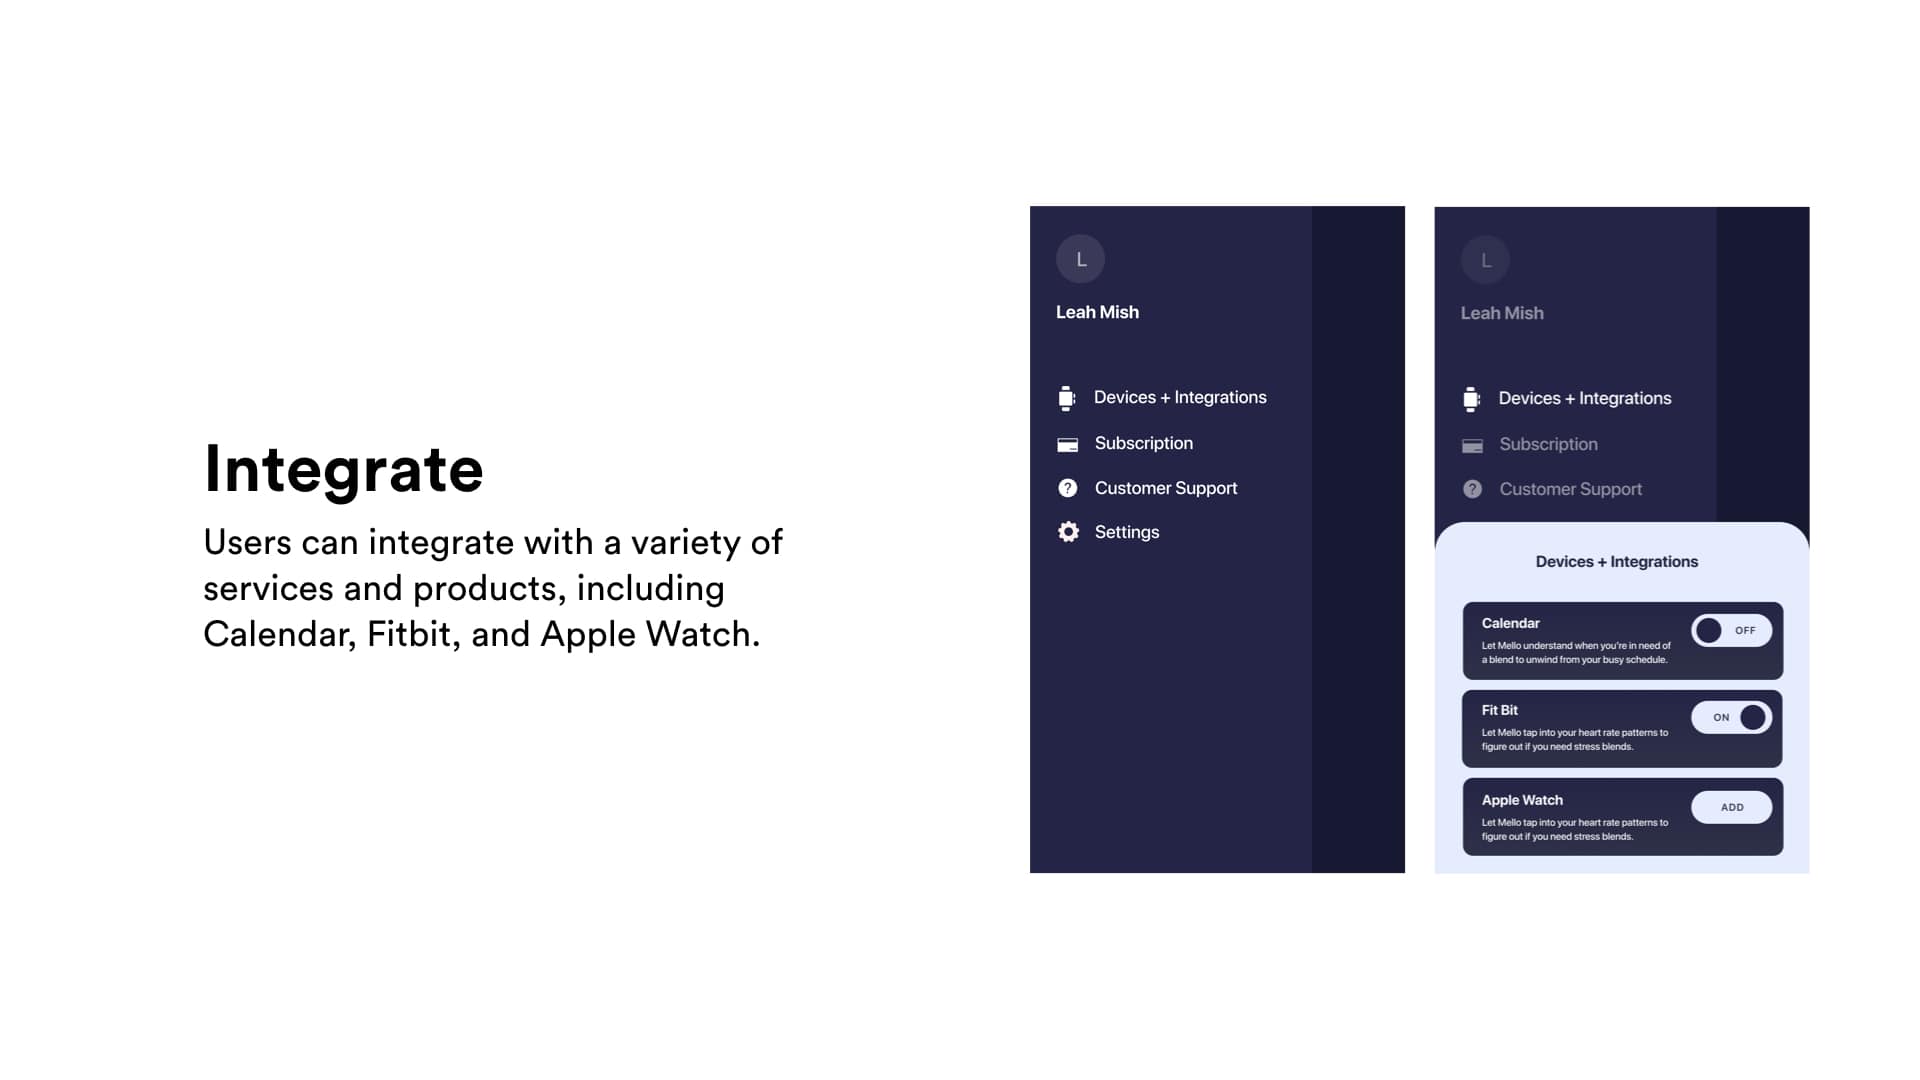 Integrate
Users can integrate with a variety of
services and products, including
Calendar, Fitbit, and Apple Watch.
L
Leah Mish
Devices + Integrations
Subscription
? Customer Support
Settings
L
Leah Mish
Devices + Integrations
Subscription
? Customer Support
Devices + Integrations
Calendar
OFF
Let Mello understand when you're in need of
a blend to unwind from your busy schedule.
Fit Bit
ON
Let Mello tap into your heart rate patterns to
figure out if you need stress blends.
Apple Watch
ADD
Let Mello tap into your heart rate patterns to
figure out if you need stress blends.